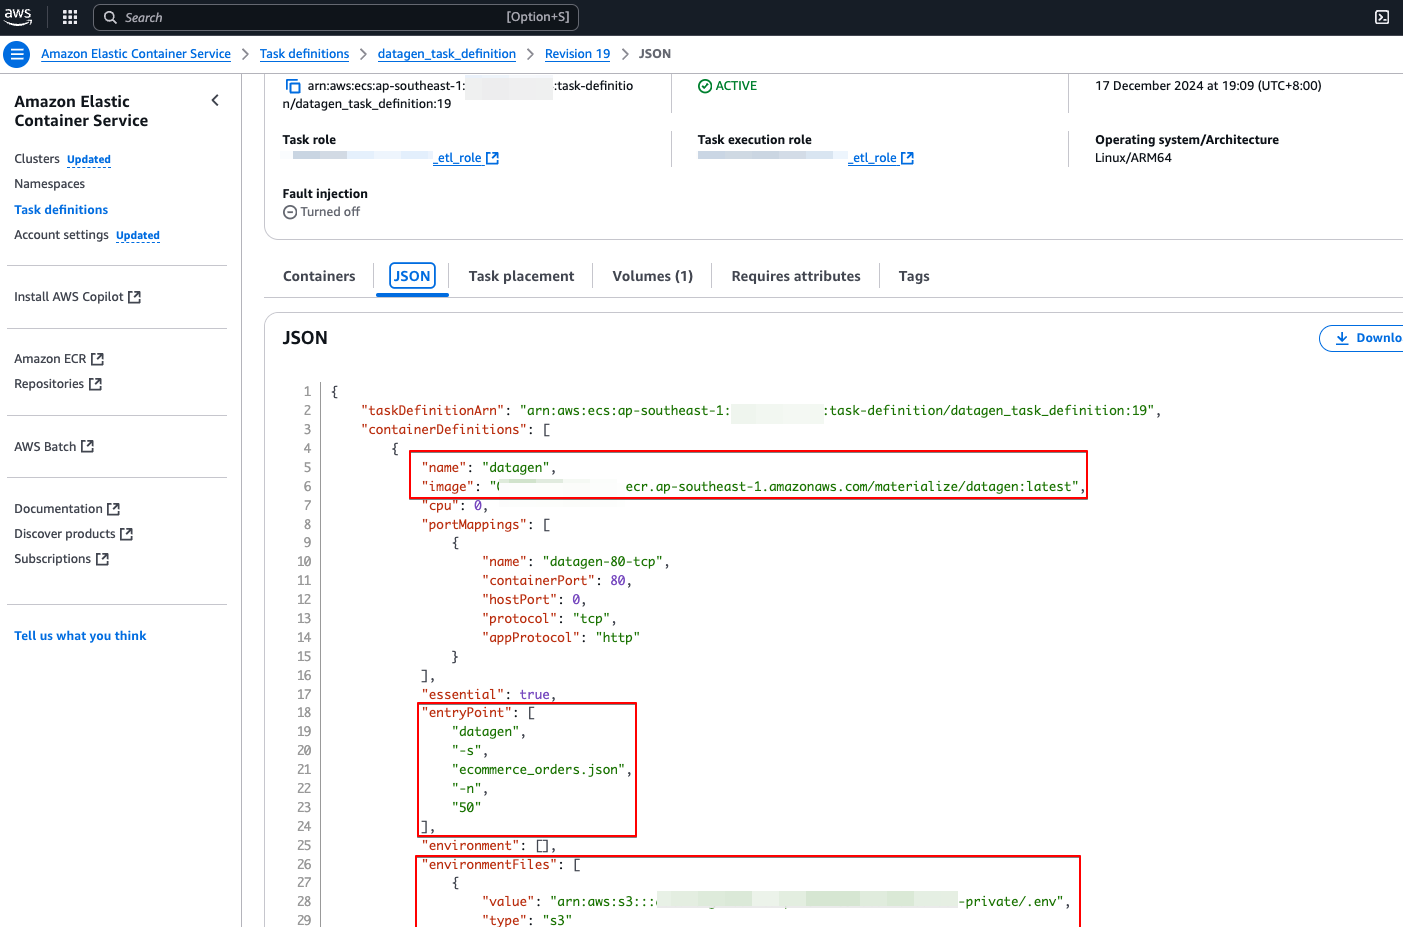 aws
Search [Option+S]
Amazon Elastic Container Service > Task definitions > datagen_task_definition > Revision 19 > JSON
Amazon Elastic
Container Service
Clusters Updated
Namespaces
Task definitions
Account settings Updated
Install AWS Copilot
Amazon ECR
Repositories
AWS Batch
Documentation
Discover products
Subscriptions
Tell us what you think
arn:aws:ecs:ap-southeast-1: :task-definitio
n/datagen_task_definition:19
ACTIVE
17 December 2024 at 19:09 (UTC+8:00)
Task role
_etl_role
Task execution role
_etl_role
Operating system/Architecture
Linux/ARM64
Fault injection
Turned off
Containers JSON Task placement Volumes (1) Requires attributes Tags
JSON
Downlo
1 {
2 "taskDefinitionArn": "arn:aws:ecs:ap-southeast-1: :task-definition/datagen_task_definition:19",
3 "containerDefinitions": [
4 {
5 "name": "datagen",
6 "image": " ecr.ap-southeast-1.amazonaws.com/materialize/datagen:latest",
7 "cpu": 0,
8 "portMappings": [
9 {
10 "name": "datagen-80-tcp",
11 "containerPort": 80,
12 "hostPort": 0,
13 "protocol": "tcp",
14 "appProtocol": "http"
15 }
16 ],
17 "essential": true,
18 "entryPoint": [
19 "datagen",
20 "-s",
21 "ecommerce_orders.json",
22 "-n",
23 "50"
24 ],
25 "environment": [],
26 "environmentFiles": [
27 {
28 "value": "arn:aws:s3::: -private/.env",
29 "type": "s3"